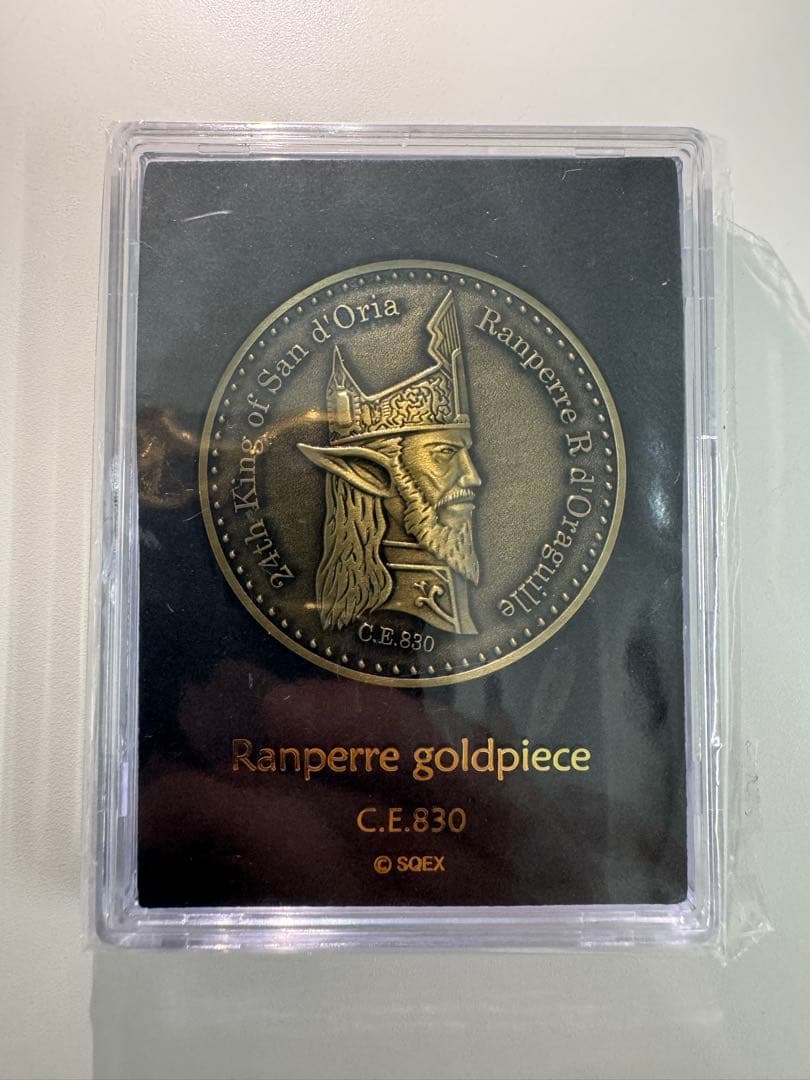 24th King of San d'Oria
Ranperre R d'Oraguille
C.E.830
Ranperre goldpiece
C.E.830
© SQEX